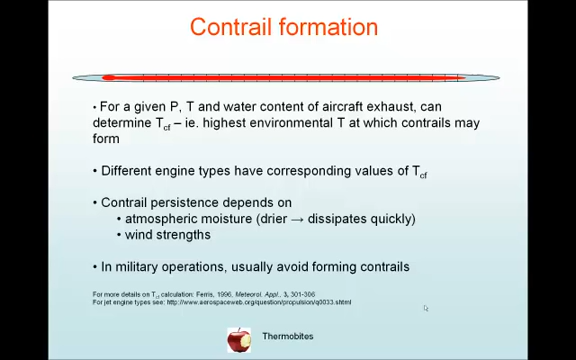 Contrail formation
• For a given P, T and water content of aircraft exhaust, can
determine Tcf – ie. highest environmental T at which contrails may
form
• Different engine types have corresponding values of Tcf
• Contrail persistence depends on
• atmospheric moisture (drier → dissipates quickly)
• wind strengths
• In military operations, usually avoid forming contrails
For more details on Tcf calculation: Ferris, 1996, Meteorol. Appl., 3, 301-306
For jet engine types see: http://www.aerospaceweb.org/question/propulsion/q0033.shtml
Thermobites